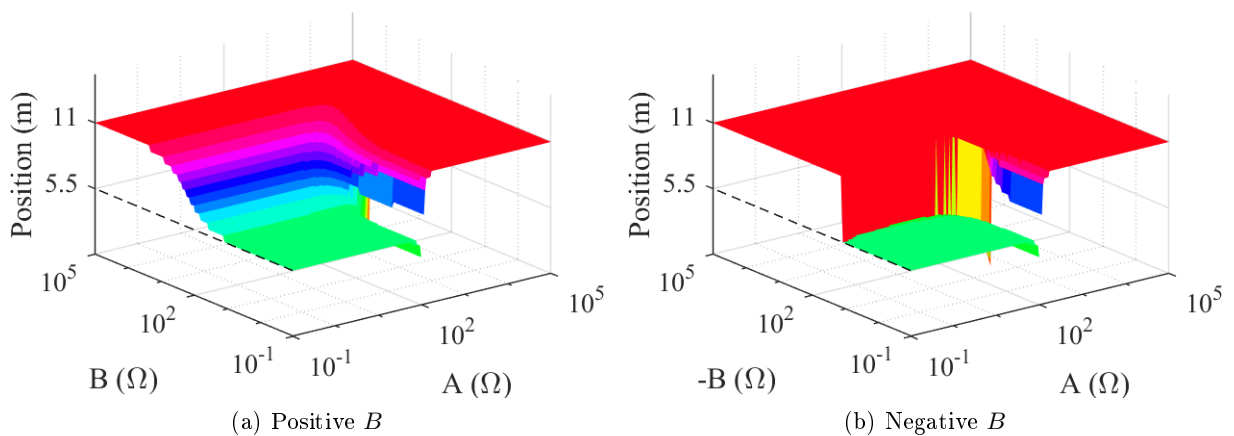 Position (m)
11
5.5
10^5
10^2
10^-1
B (Ω)
10^-1
10^2
10^5
A (Ω)
(a) Positive B
Position (m)
11
5.5
10^5
10^2
10^-1
-B (Ω)
10^-1
10^2
10^5
A (Ω)
(b) Negative B